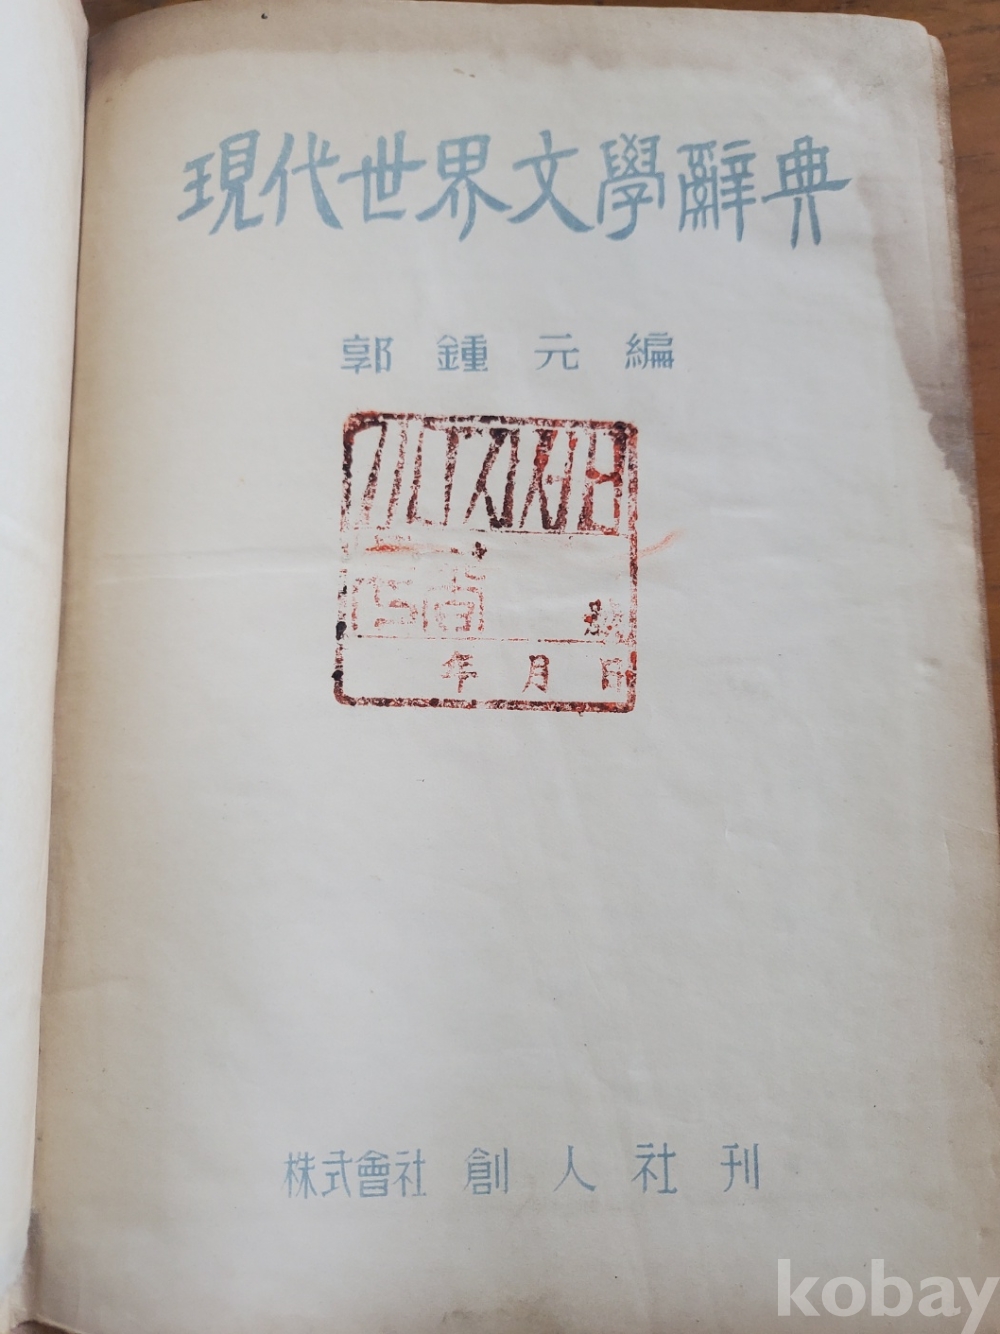 現代世界文學辭典
郭鍾元編
號
年 月 日
株式會社 創人社刊
kobay